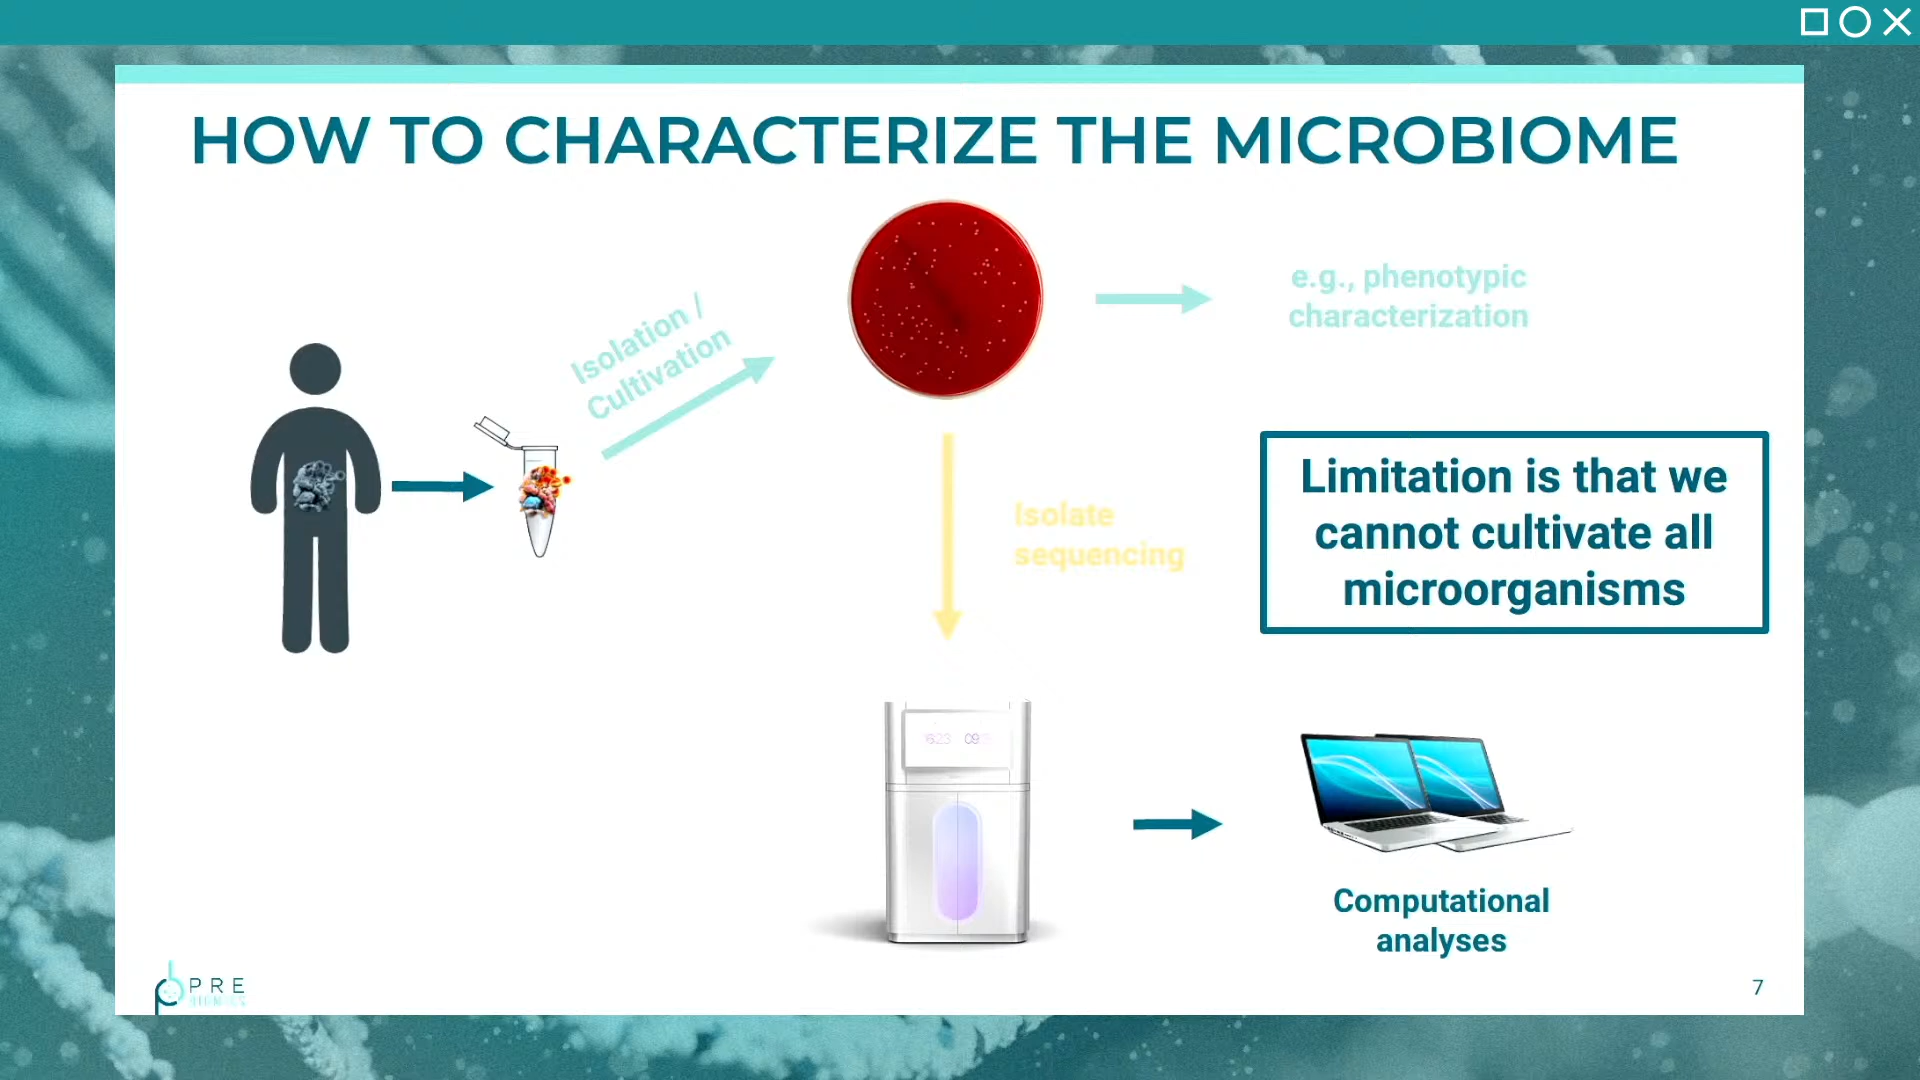 HOW TO CHARACTERIZE THE MICROBIOME
Isolation /
Cultivation
e.g., phenotypic
characterization
Isolate
sequencing
Limitation is that we
cannot cultivate all
microorganisms
Computational
analyses
PRE
7